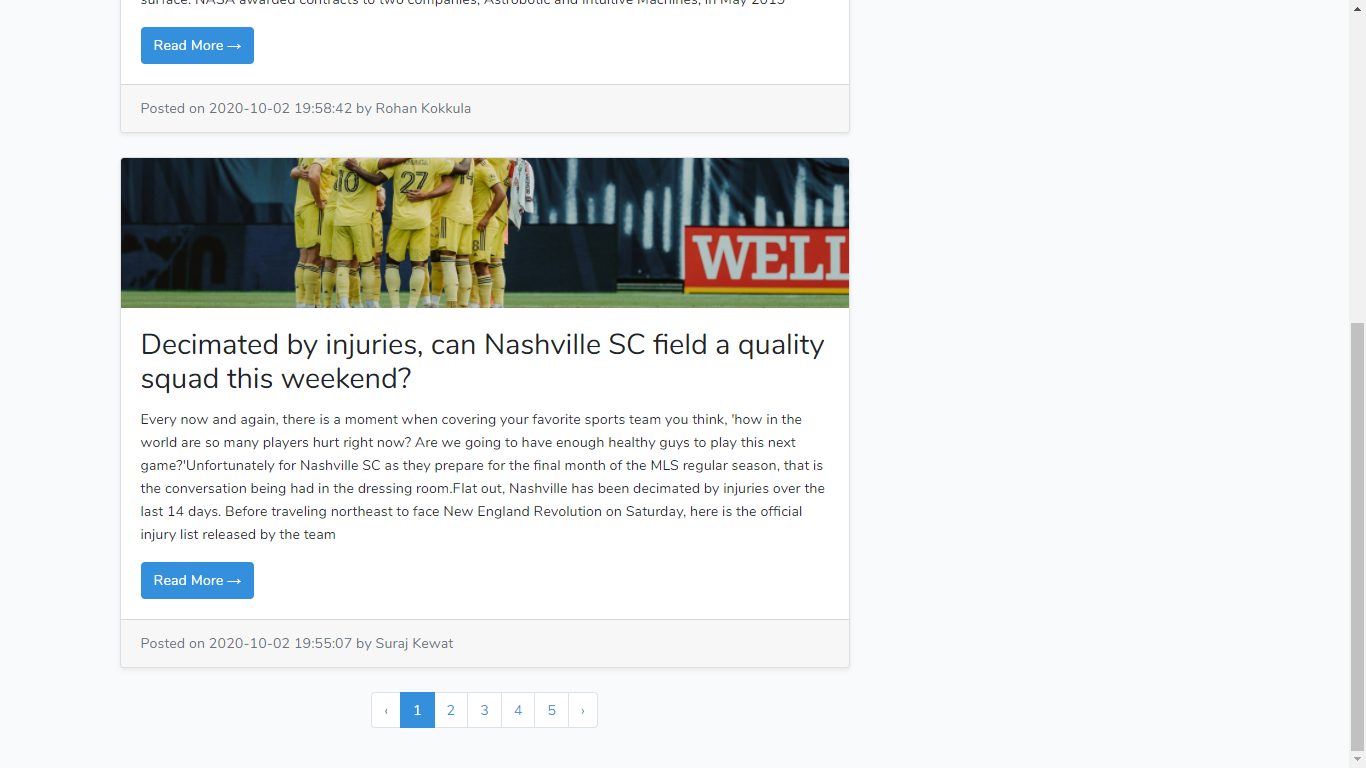 surface. NASA awarded contracts to two companies, Astrobotic and Intuitive Machines, in May 2019
Read More →
Posted on 2020-10-02 19:58:42 by Rohan Kokkula
10
27
14
8
WELL
Decimated by injuries, can Nashville SC field a quality
squad this weekend?
Every now and again, there is a moment when covering your favorite sports team you think, 'how in the
world are so many players hurt right now? Are we going to have enough healthy guys to play this next
game?'Unfortunately for Nashville SC as they prepare for the final month of the MLS regular season, that is
the conversation being had in the dressing room.Flat out, Nashville has been decimated by injuries over the
last 14 days. Before traveling northeast to face New England Revolution on Saturday, here is the official
injury list released by the team
Read More →
Posted on 2020-10-02 19:55:07 by Suraj Kewat
‹ 1 2 3 4 5 ›